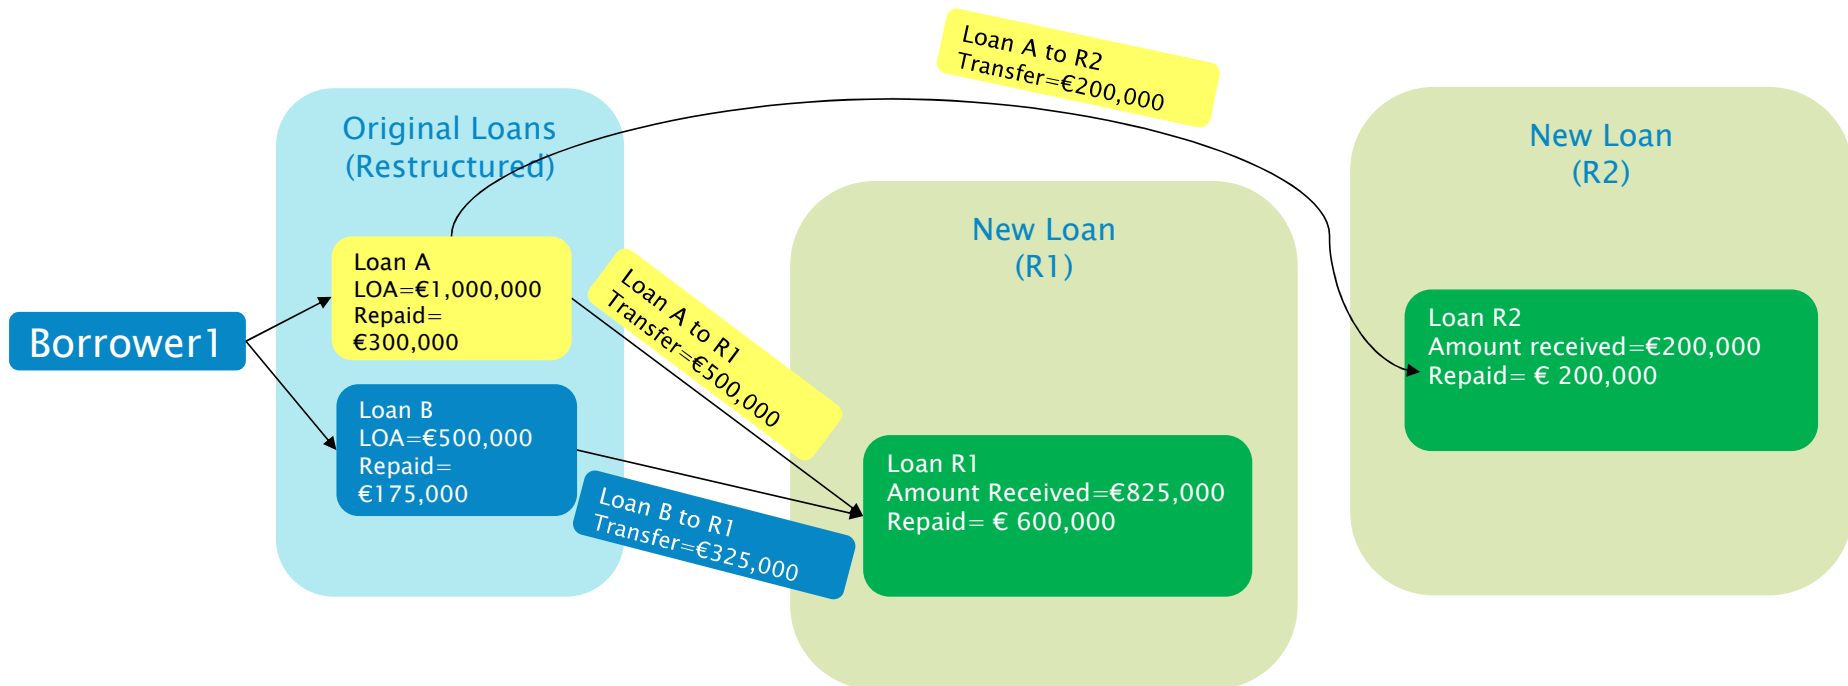 Borrower1
Original Loans
(Restructured)
Loan A
LOA=€1,000,000
Repaid=
€300,000
Loan B
LOA=€500,000
Repaid=
€175,000
Loan A to R1
Transfer=€500,000
Loan B to R1
Transfer=€325,000
Loan A to R2
Transfer=€200,000
New Loan
(R1)
Loan R1
Amount Received=€825,000
Repaid= € 600,000
New Loan
(R2)
Loan R2
Amount received=€200,000
Repaid= € 200,000